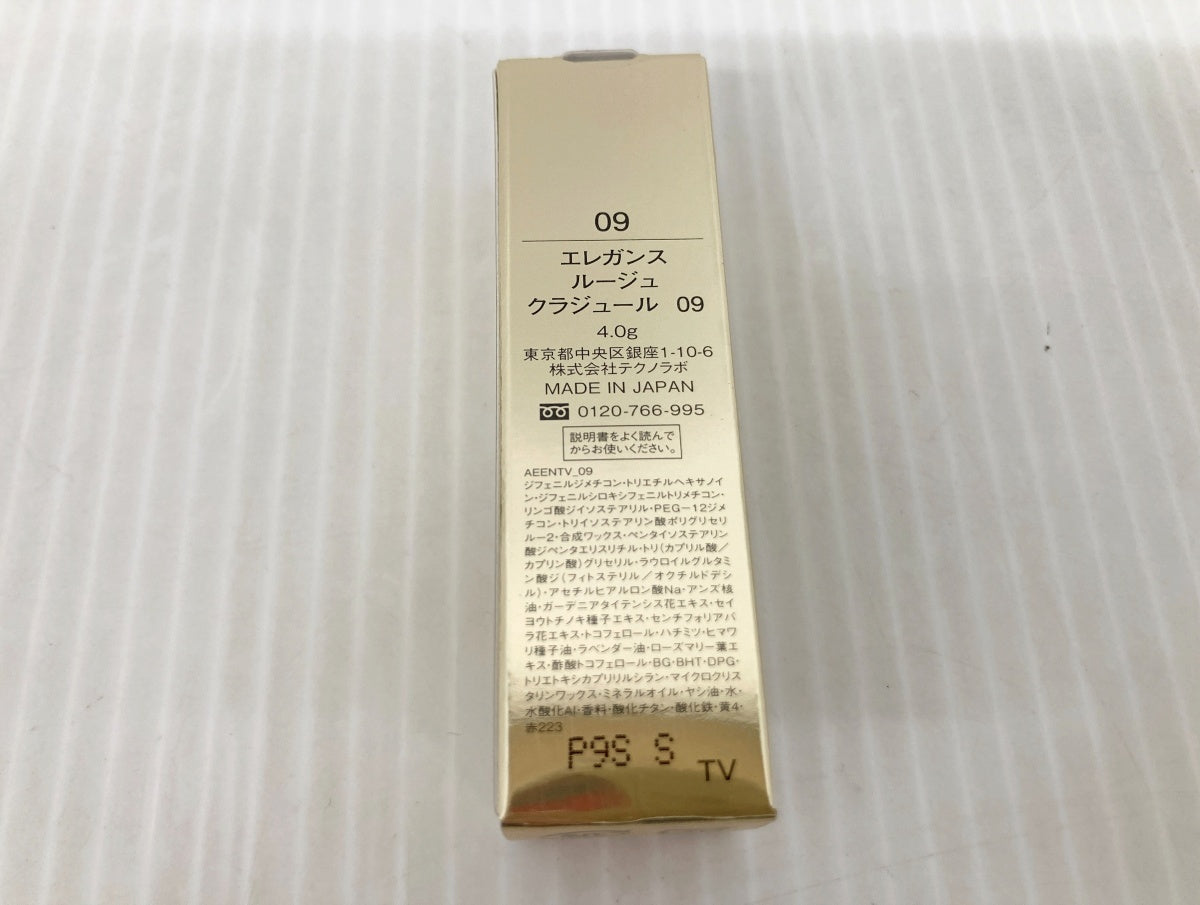 09
エレガンス
ルージュ
クラジュール 09
4.0g
東京都中央区銀座1-10-6
株式会社テクノラボ
MADE IN JAPAN
0120-766-995
説明書をよく読んで
からお使いください。
AEENTV_09
ジフェニルジメチコン・トリエチルヘキサノイ
ン・ジフェニルシロキシフェニルトリメチコン・
リンゴ酸ジイソステアリル・PEG-12ジメ
チコン・トリイソステアリン酸ポリグリセリ
ル-2・合成ワックス・ペンタイソステアリン
酸ジペンタエリスリチル・トリ(カプリル酸/
カプリン酸)グリセリル・ラウロイルグルタミ
ン酸ジ(フィトステリル/オクチルドデシ
ル)・アセチルヒアルロン酸Na・アンズ核
油・ガーデニアタイテンシス花エキス・セイ
ヨウトチノキ種子エキス・センチフォリアバ
ラ花エキス・トコフェロール・ハチミツ・ヒマワ
リ種子油・ラベンダー油・ローズマリー葉エ
キス・酢酸トコフェロール・BG・BHT・DPG・
トリエトキシカプリリルシラン・マイクロクリス
タリンワックス・ミネラルオイル・ヤシ油・水・
水酸化Al・香料・酸化チタン・酸化鉄・黄4・
赤223
P9S S
TV